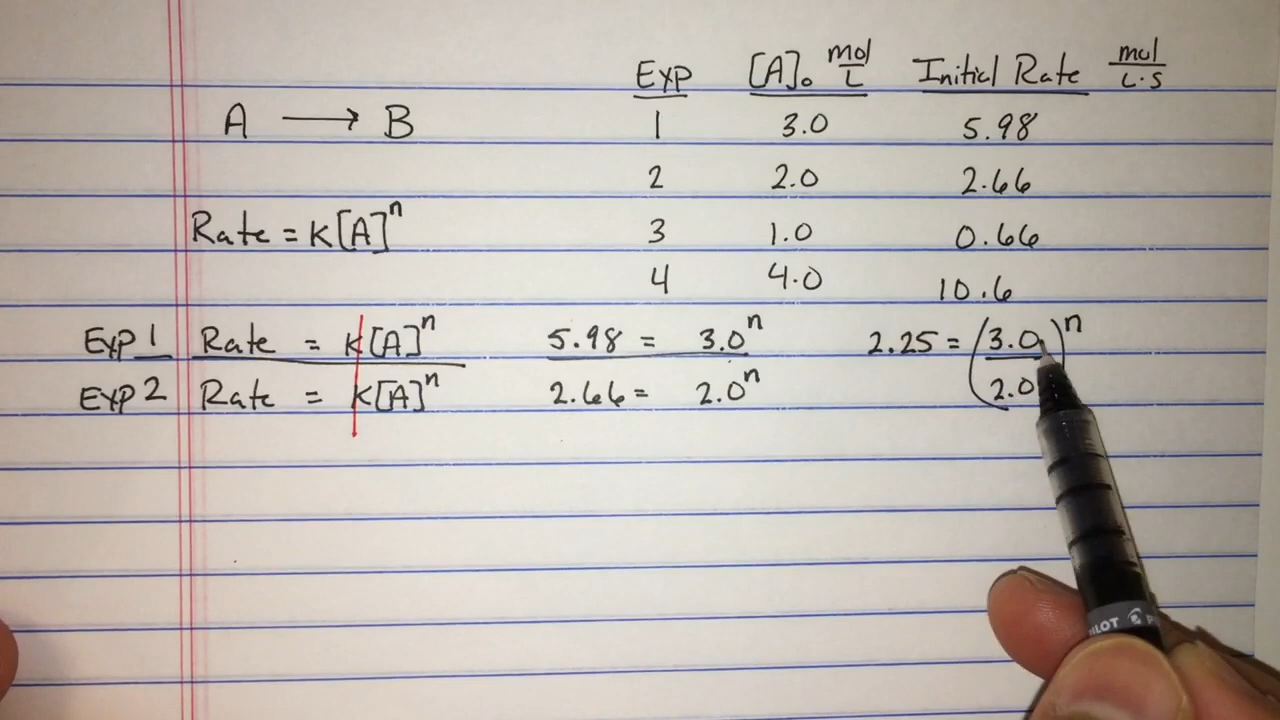 Exp [A]₀ mol/L Initial Rate mol/L·s
A → B 1 3.0 5.98
2 2.0 2.66
Rate = K[A]ⁿ 3 1.0 0.66
4 4.0 10.6
Exp 1 Rate = K[A]ⁿ 5.98 = 3.0ⁿ 2.25 = (3.0
Exp 2 Rate = K[A]ⁿ 2.66 = 2.0ⁿ 2.0)ⁿ
PILOT